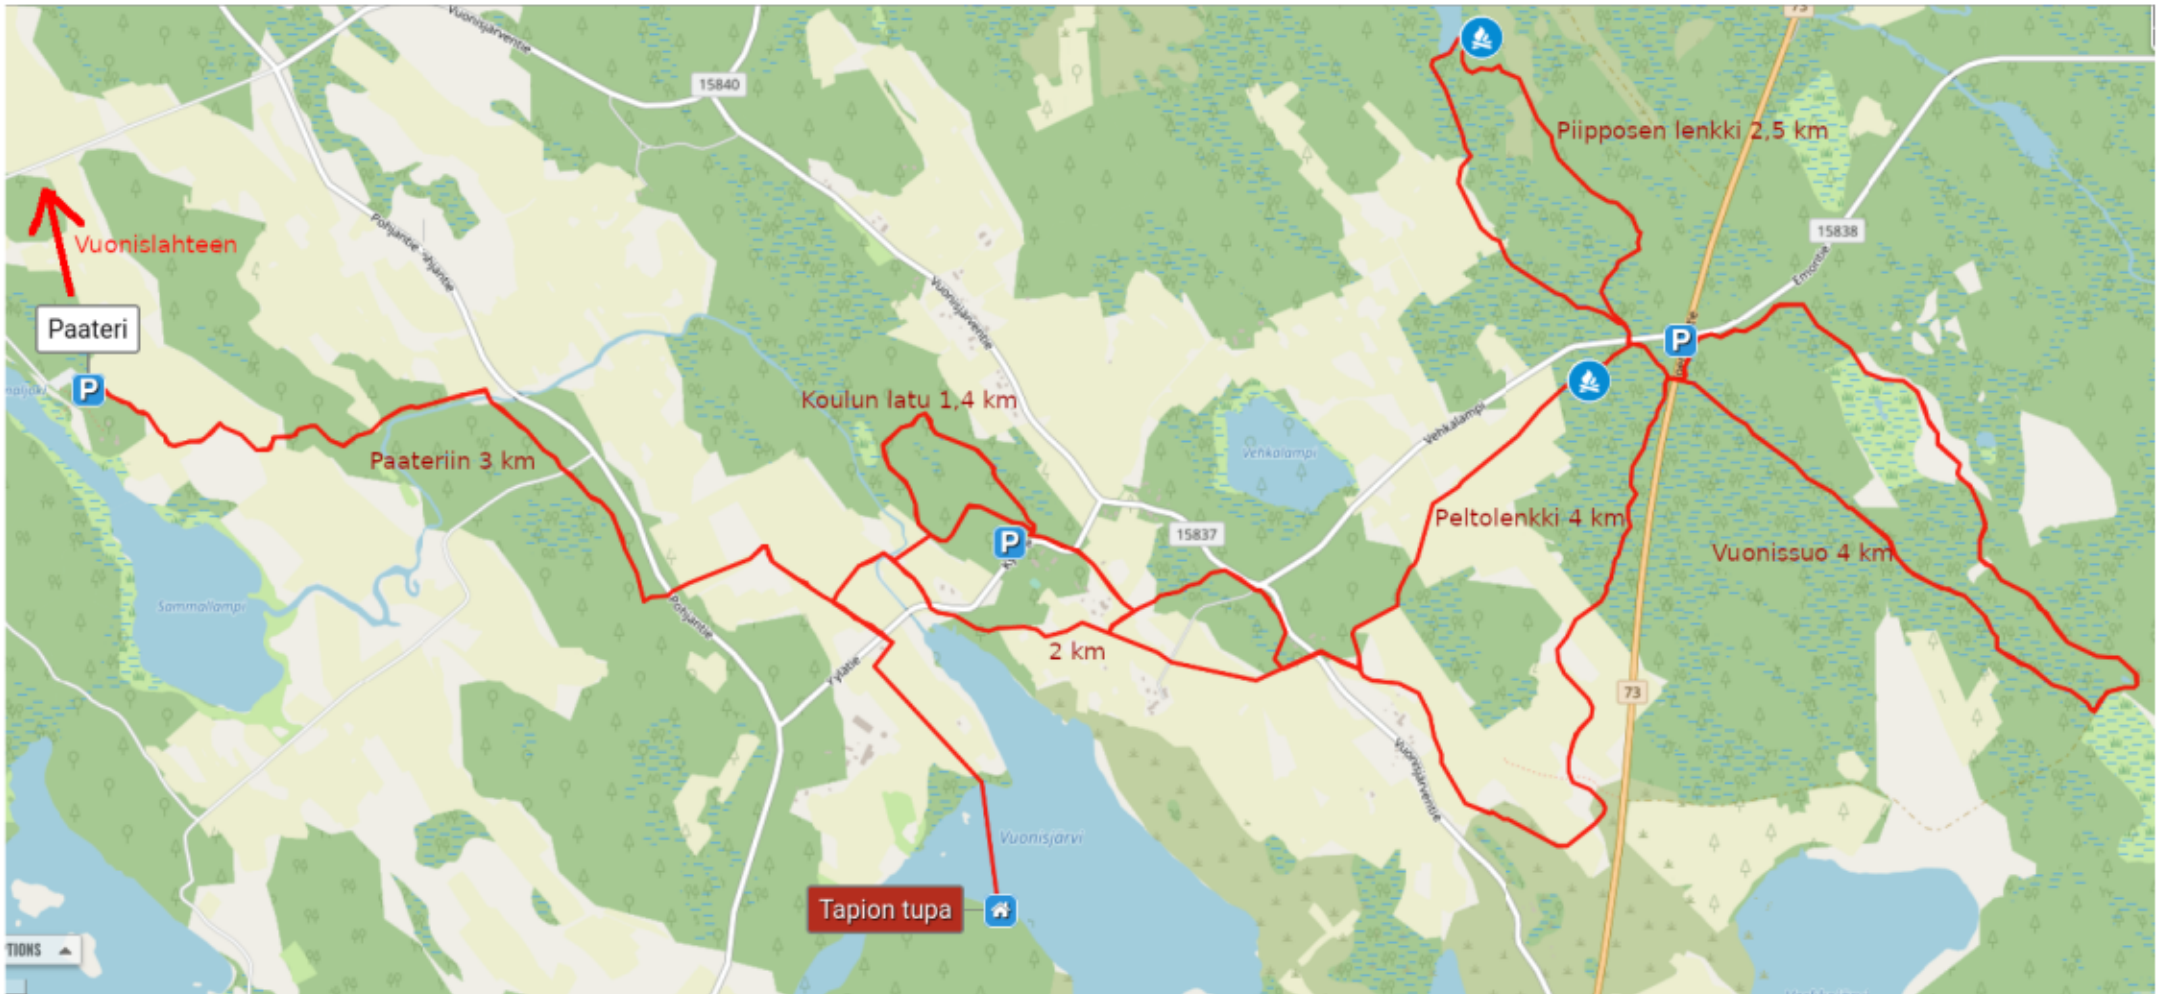 73
Vuonisjärventie
15840
Piipposen lenkki 2,5 km
Pohjantie
Vuonislahteen
15838
Emontie
Vuonisjärventie
Paateri
P
P
Koulun latu 1,4 km
Vehkalampi
Vehkalampi
Paateriin 3 km
Peltolenkki 4 km
15837
P
Vuonissuo 4 km
Sammallampi
Pohjantie
2 km
Kylätie
73
Vuonisjärventie
Vuonisjärvi
Tapion tupa